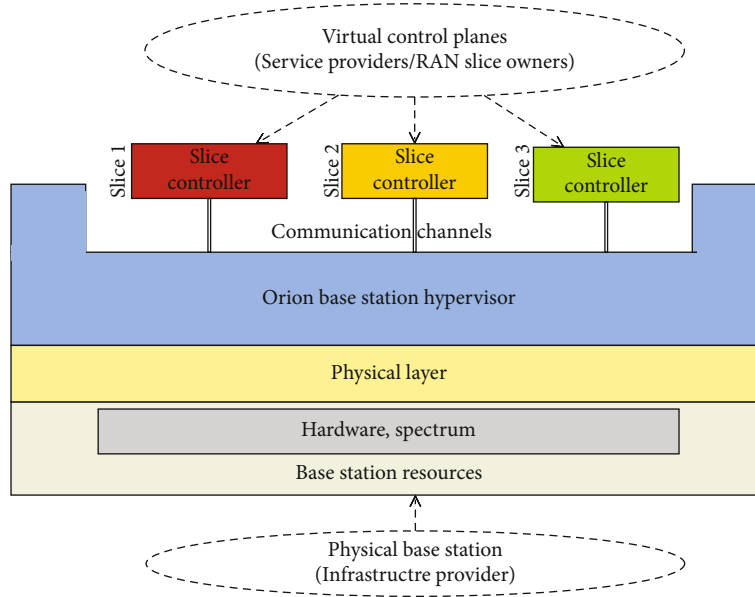 Virtual control planes
(Service providers/RAN slice owners)
Slice 1
Slice
controller
Slice 2
Slice
controller
Slice 3
Slice
controller
Communication channels
Orion base station hypervisor
Physical layer
Hardware, spectrum
Base station resources
Physical base station
(Infrastructre provider)